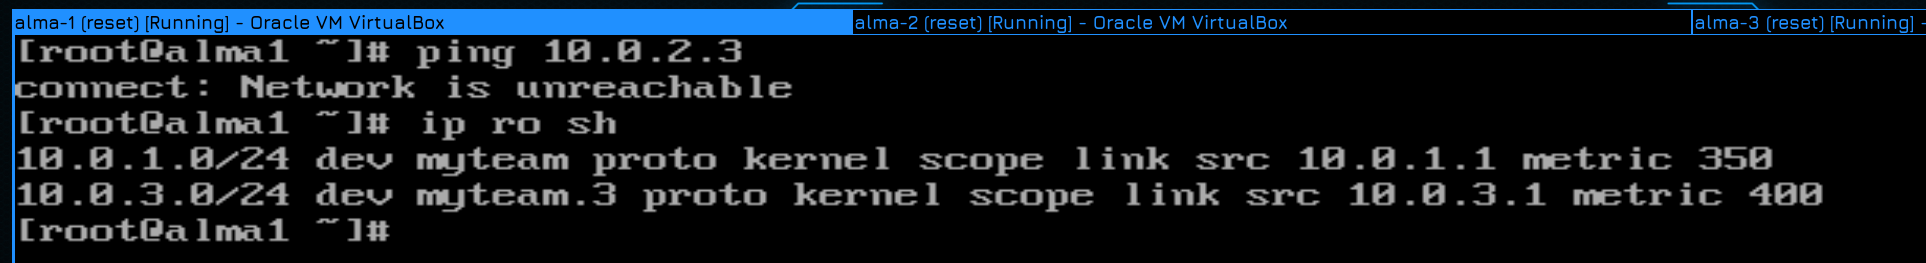 alma-1 (reset) [Running] - Oracle VM VirtualBox
alma-2 (reset) [Running] - Oracle VM VirtualBox
alma-3 (reset) [Running] -
[root@alma1 ~]# ping 10.0.2.3
connect: Network is unreachable
[root@alma1 ~]# ip ro sh
10.0.1.0/24 dev myteam proto kernel scope link src 10.0.1.1 metric 350
10.0.3.0/24 dev myteam.3 proto kernel scope link src 10.0.3.1 metric 400
[root@alma1 ~]#